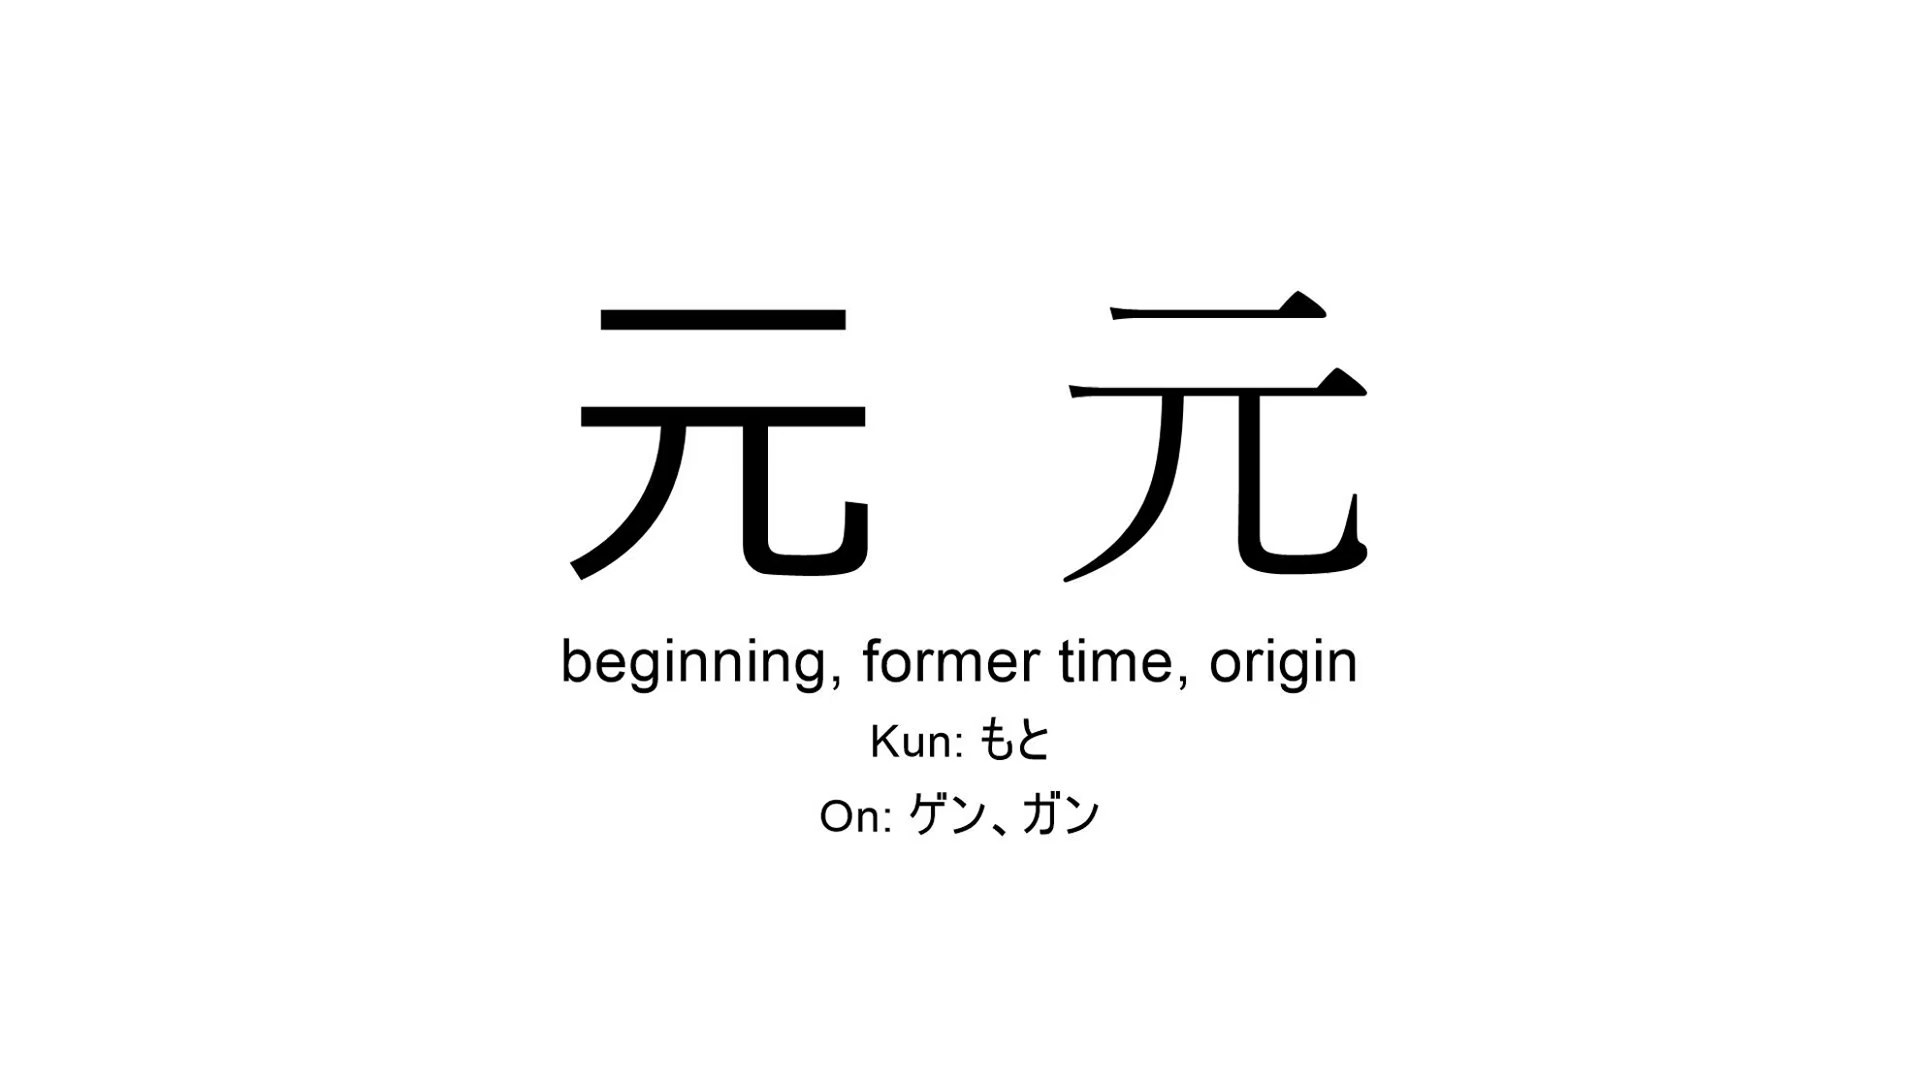 元 元
beginning, former time, origin
Kun: もと
On: ゲン、ガン